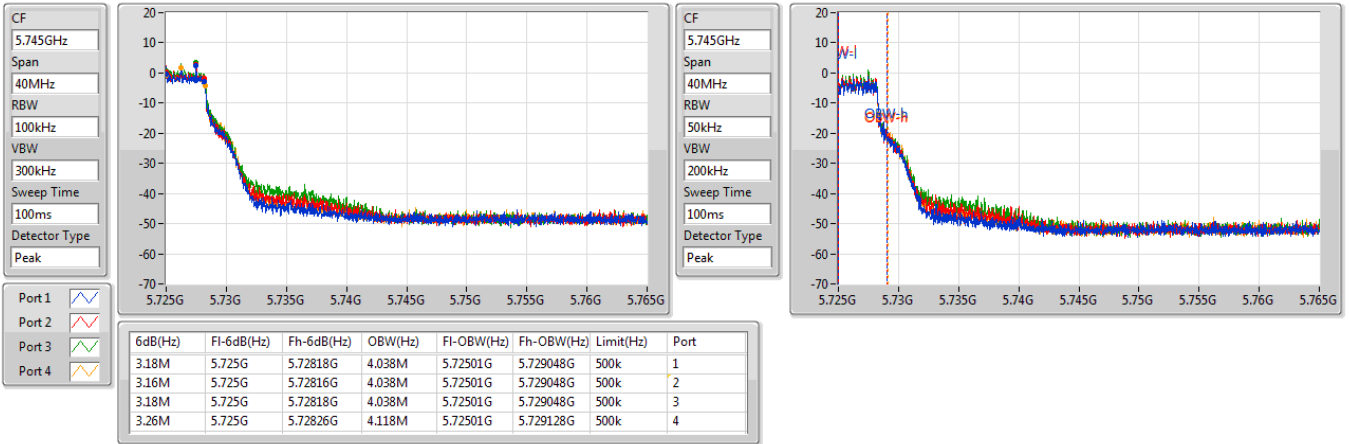 CF
5.745GHz
Span
40MHz
RBW
100kHz
VBW
300kHz
Sweep Time
100ms
Detector Type
Peak
20
10
0
-10
-20
-30
-40
-50
-60
-70
5.725G 5.73G 5.735G 5.74G 5.745G 5.75G 5.755G 5.76G 5.765G
CF
5.745GHz
Span
40MHz
RBW
50kHz
VBW
200kHz
Sweep Time
100ms
Detector Type
Peak
20
10
0
-10
-20
-30
-40
-50
-60
-70
W-l
OBW-h
5.725G 5.73G 5.735G 5.74G 5.745G 5.75G 5.755G 5.76G 5.765G
Port 1
Port 2
Port 3
Port 4
6dB(Hz) Fl-6dB(Hz) Fh-6dB(Hz) OBW(Hz) Fl-OBW(Hz) Fh-OBW(Hz) Limit(Hz) Port
3.18M 5.725G 5.72818G 4.038M 5.72501G 5.729048G 500k 1
3.16M 5.725G 5.72816G 4.038M 5.72501G 5.729048G 500k 2
3.18M 5.725G 5.72818G 4.038M 5.72501G 5.729048G 500k 3
3.26M 5.725G 5.72826G 4.118M 5.72501G 5.729128G 500k 4